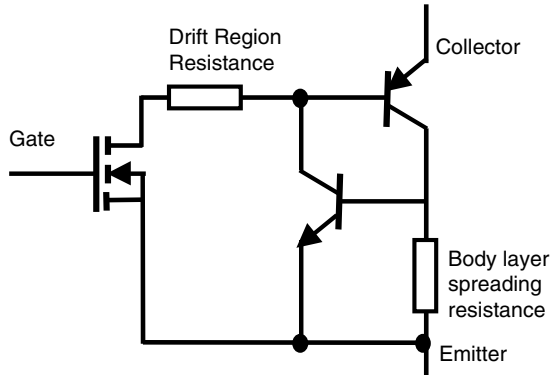 Drift Region
Resistance
Collector
Gate
Body layer
spreading
resistance
Emitter